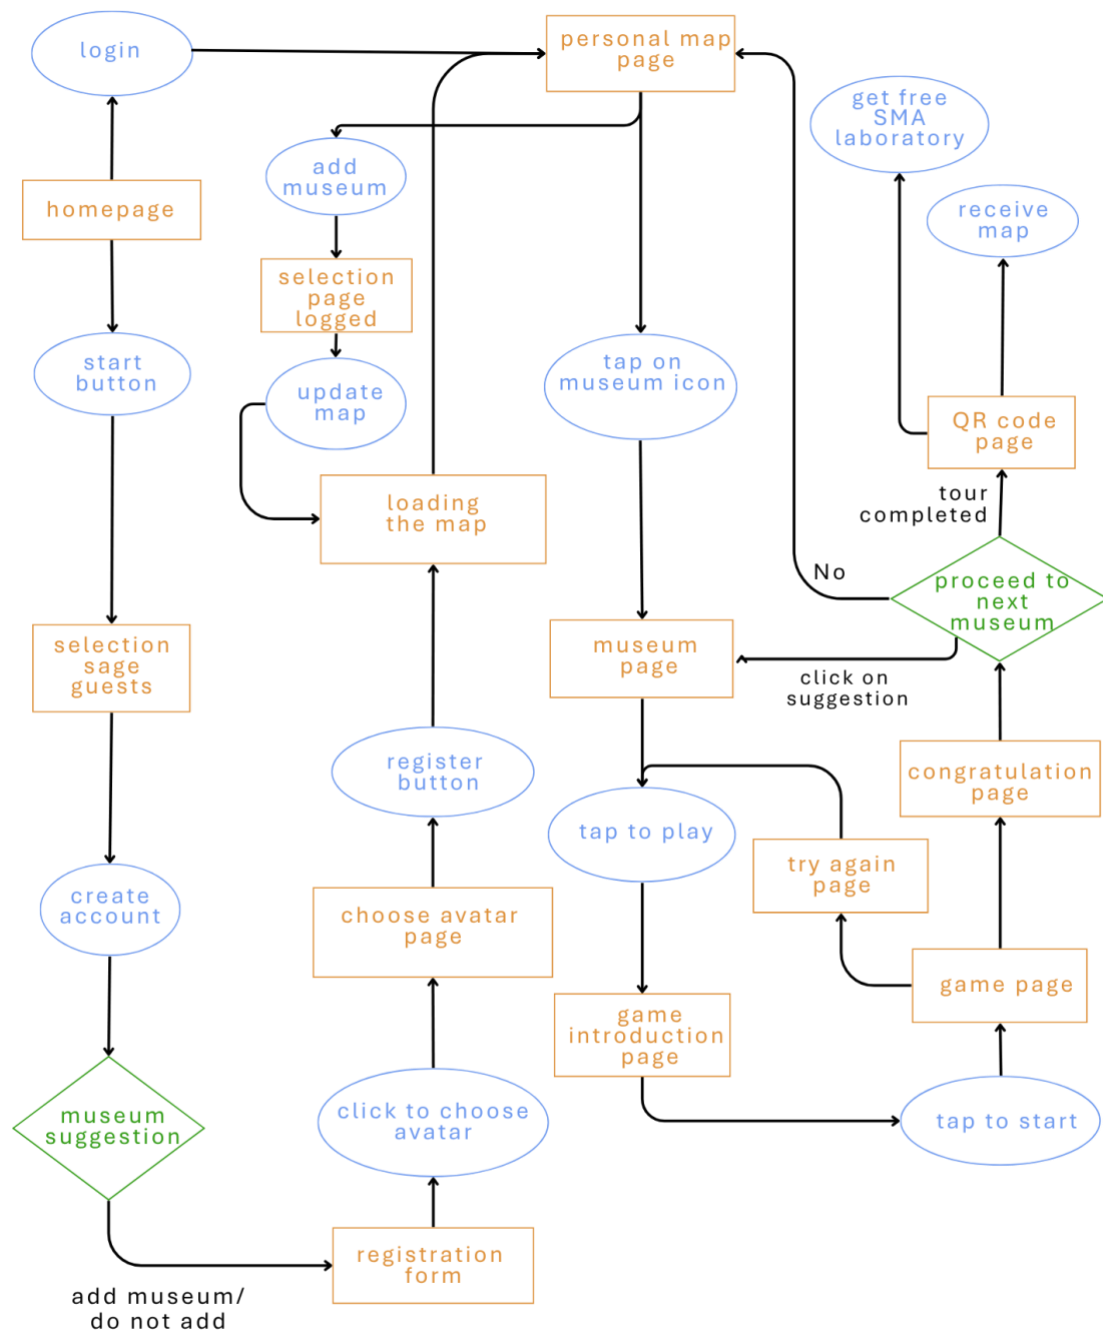 login
personal map
page
get free
SMA
laboratory
add
museum
homepage
receive
map
selection
page
logged
start
button
tap on
museum icon
update
map
QR code
page
loading
the map
tour
completed
No
proceed to
next
museum
selection
sage
guests
museum
page
click on
suggestion
register
button
congratulation
page
tap to play
try again
page
create
account
choose avatar
page
game page
game
introduction
page
museum
suggestion
click to choose
avatar
tap to start
registration
form
add museum/
do not add